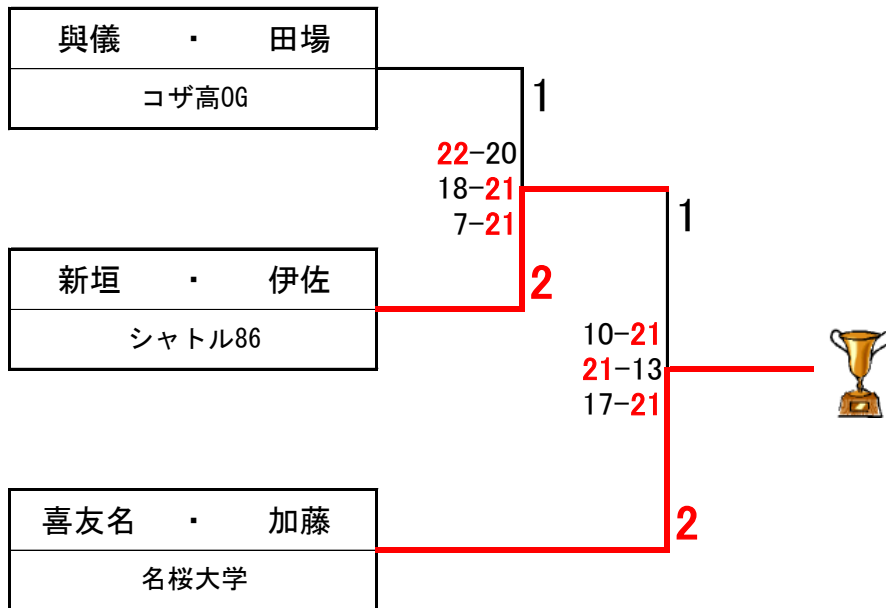 與儀 ・ 田場
コザ高OG
1
22-20
18-21
7-21
1
新垣 ・ 伊佐
2
シャトル86
10-21
21-13
17-21
喜友名 ・ 加藤
2
名桜大学